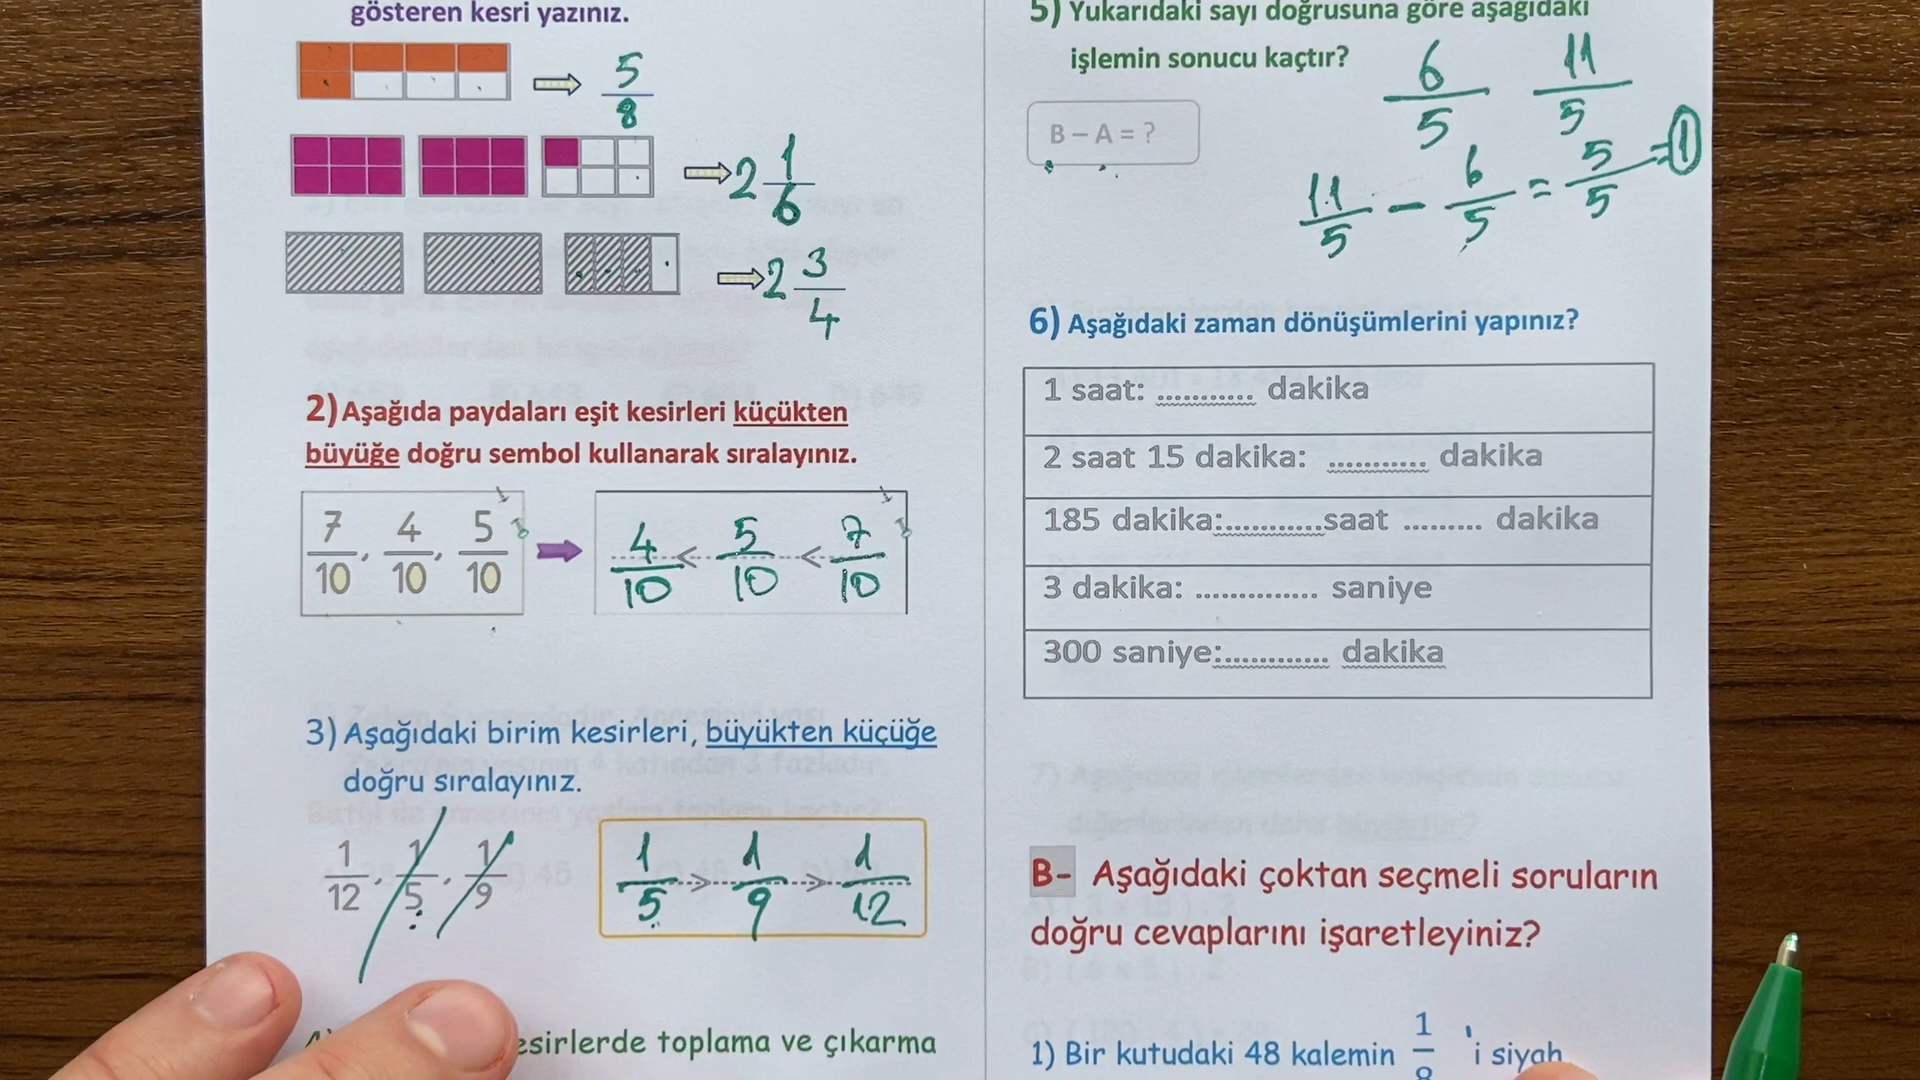 gösteren kesri yazınız.
5/8
2 1/6
2 3/4
2) Aşağıda paydaları eşit kesirleri küçükten
büyüğe doğru sembol kullanarak sıralayınız.
7/10, 4/10, 5/10
4/10 < 5/10 < 7/10
3) Aşağıdaki birim kesirleri, büyükten küçüğe
doğru sıralayınız.
1/12, 1/5, 1/9
1/5 > 1/9 > 1/12
esirlerde toplama ve çıkarma
5) Yukarıdaki sayı doğrusuna göre aşağıdaki
işlemin sonucu kaçtır?
6/5 11/5
B – A = ?
11/5 - 6/5 = 5/5 = 1
6) Aşağıdaki zaman dönüşümlerini yapınız?
1 saat: ........... dakika
2 saat 15 dakika: ........... dakika
185 dakika:...........saat ......... dakika
3 dakika: .............. saniye
300 saniye:............ dakika
B- Aşağıdaki çoktan seçmeli soruların
doğru cevaplarını işaretleyiniz?
1) Bir kutudaki 48 kalemin 1/8 'i siyah